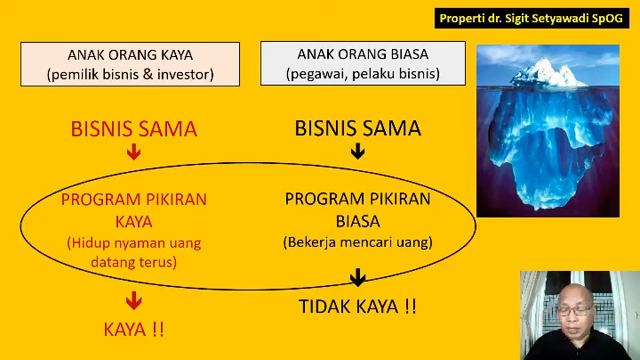 Properti dr. Sigit Setyawadi SpOG
ANAK ORANG KAYA
(pemilik bisnis & investor)
ANAK ORANG BIASA
(pegawai, pelaku bisnis)
BISNIS SAMA
BISNIS SAMA
PROGRAM PIKIRAN
KAYA
(Hidup nyaman uang
datang terus)
PROGRAM PIKIRAN
BIASA
(Bekerja mencari uang)
KAYA !!
TIDAK KAYA !!